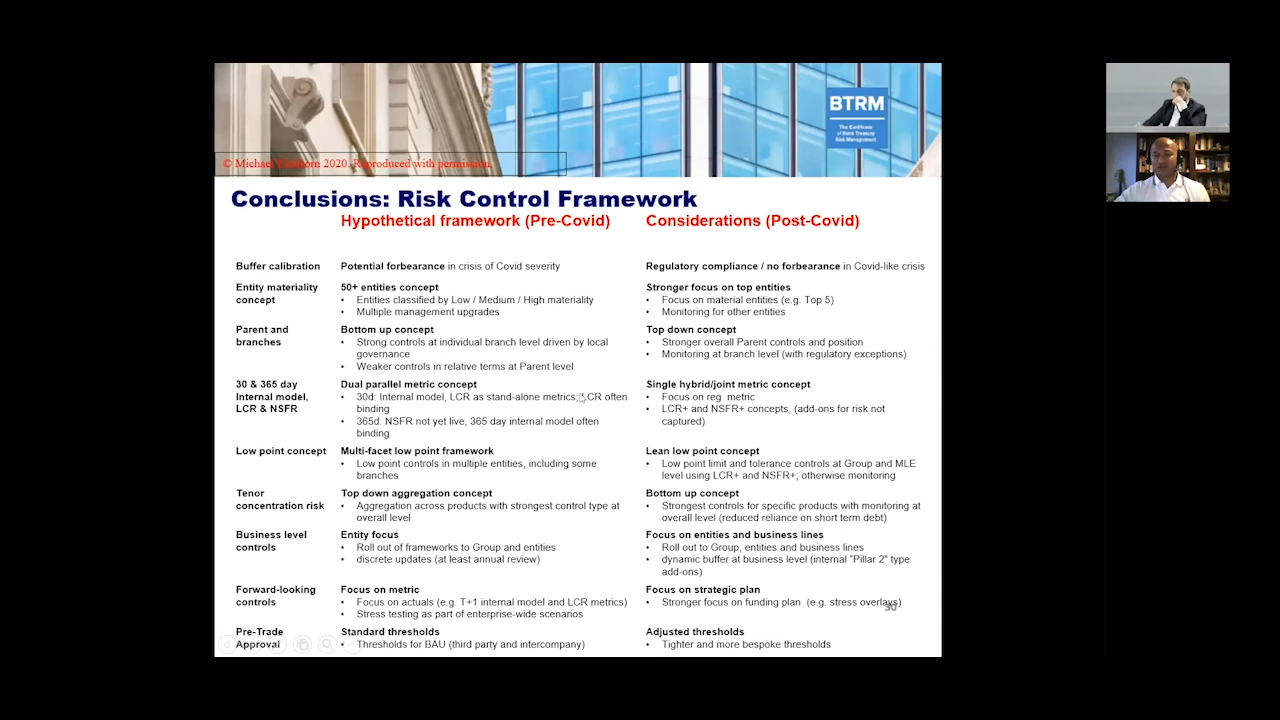 BTRM
The Certificate
of Bank Treasury
Risk Management
© Michael 2020. Reproduced with permission.
Conclusions: Risk Control Framework
Hypothetical framework (Pre-Covid)
Considerations (Post-Covid)
Buffer calibration
Potential forbearance in crisis of Covid severity
Regulatory compliance / no forbearance in Covid-like crisis
Entity materiality
concept
50+ entities concept
• Entities classified by Low / Medium / High materiality
• Multiple management upgrades
Stronger focus on top entities
• Focus on material entities (e.g. Top 5)
• Monitoring for other entities
Parent and
branches
Bottom up concept
• Strong controls at individual branch level driven by local
governance
• Weaker controls in relative terms at Parent level
Top down concept
• Stronger overall Parent controls and position
• Monitoring at branch level (with regulatory exceptions)
30 & 365 day
Internal model,
LCR & NSFR
Dual parallel metric concept
• 30d: Internal model, LCR as stand-alone metrics; LCR often
binding
• 365d: NSFR not yet live, 365 day internal model often
binding
Single hybrid/joint metric concept
• Focus on reg metric
• LCR+ and NSFR+ concepts, (add-ons for risk not
captured)
Low point concept
Multi-facet low point framework
• Low point controls in multiple entities, including some
branches
Lean low point concept
• Low point limit and tolerance controls at Group and MLE
level using LCR+ and NSFR+; otherwise monitoring
Tenor
concentration risk
Top down aggregation concept
• Aggregation across products with strongest control type at
overall level
Bottom up concept
• Strongest controls for specific products with monitoring at
overall level (reduced reliance on short term debt)
Business level
controls
Entity focus
• Roll out of frameworks to Group and entities
• discrete updates (at least annual review)
Focus on entities and business lines
• Roll out to Group, entities and business lines
• dynamic buffer at business level (internal "Pillar 2" type
add-ons)
Forward-looking
controls
Focus on metric
• Focus on actuals (e.g. T+1 internal model and LCR metrics)
• Stress testing as part of enterprise-wide scenarios
Focus on strategic plan
• Stronger focus on funding plan (e.g. stress overlays)
30
Pre-Trade
Approval
Standard thresholds
• Thresholds for BAU (third party and intercompany)
Adjusted thresholds
• Tighter and more bespoke thresholds